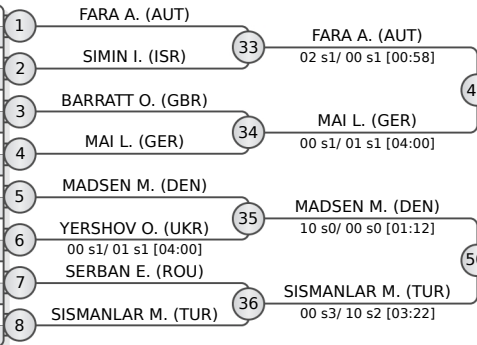 1
FARA A. (AUT)
2
SIMIN I. (ISR)
33
FARA A. (AUT)
02 s1/ 00 s1 [00:58]
3
BARRATT O. (GBR)
4
MAI L. (GER)
34
MAI L. (GER)
00 s1/ 01 s1 [04:00]
5
MADSEN M. (DEN)
6
YERSHOV O. (UKR)
00 s1/ 01 s1 [04:00]
35
MADSEN M. (DEN)
10 s0/ 00 s0 [01:12]
7
SERBAN E. (ROU)
8
SISMANLAR M. (TUR)
36
SISMANLAR M. (TUR)
00 s3/ 10 s2 [03:22]